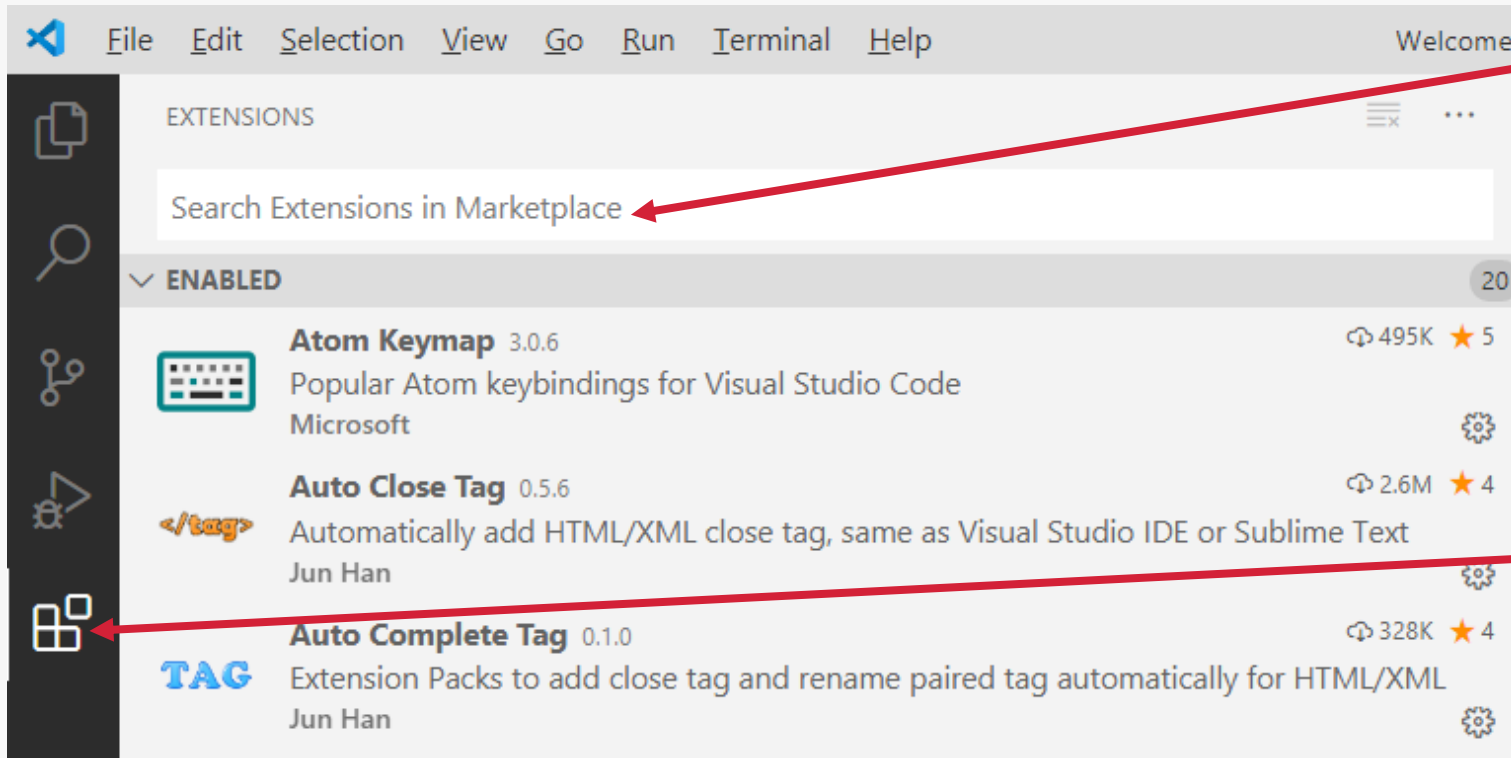 File Edit Selection View Go Run Terminal Help Welcome
EXTENSIONS
Search Extensions in Marketplace
ENABLED 20
Atom Keymap 3.0.6 495K 5
Popular Atom keybindings for Visual Studio Code
Microsoft
Auto Close Tag 0.5.6 2.6M 4
</tag> Automatically add HTML/XML close tag, same as Visual Studio IDE or Sublime Text
Jun Han
Auto Complete Tag 0.1.0 328K 4
TAG Extension Packs to add close tag and rename paired tag automatically for HTML/XML
Jun Han